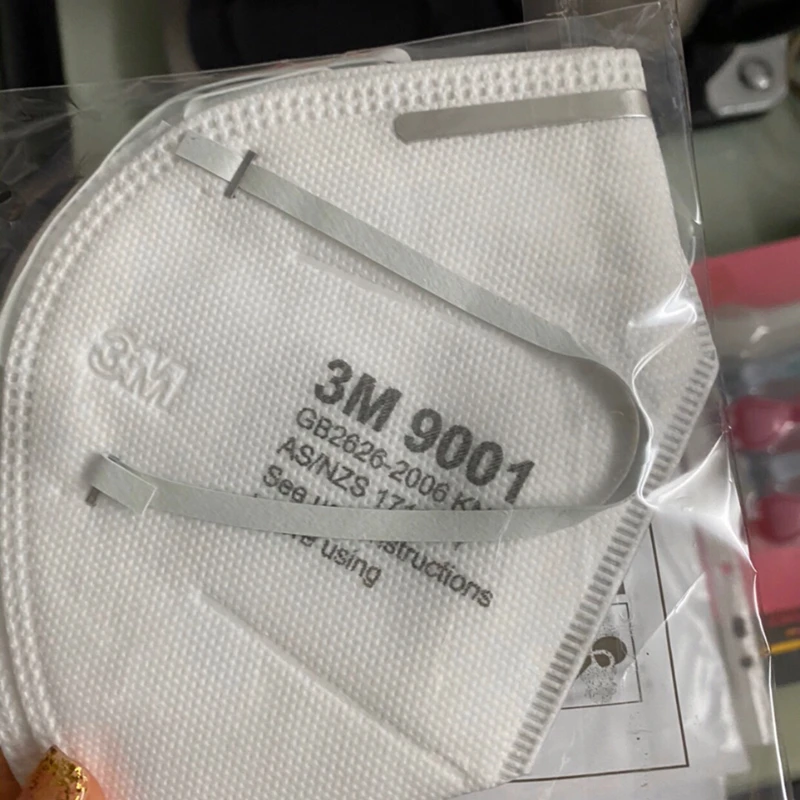 3M
3M 9001
GB2626-2006
AS/NZS
See instructions
using